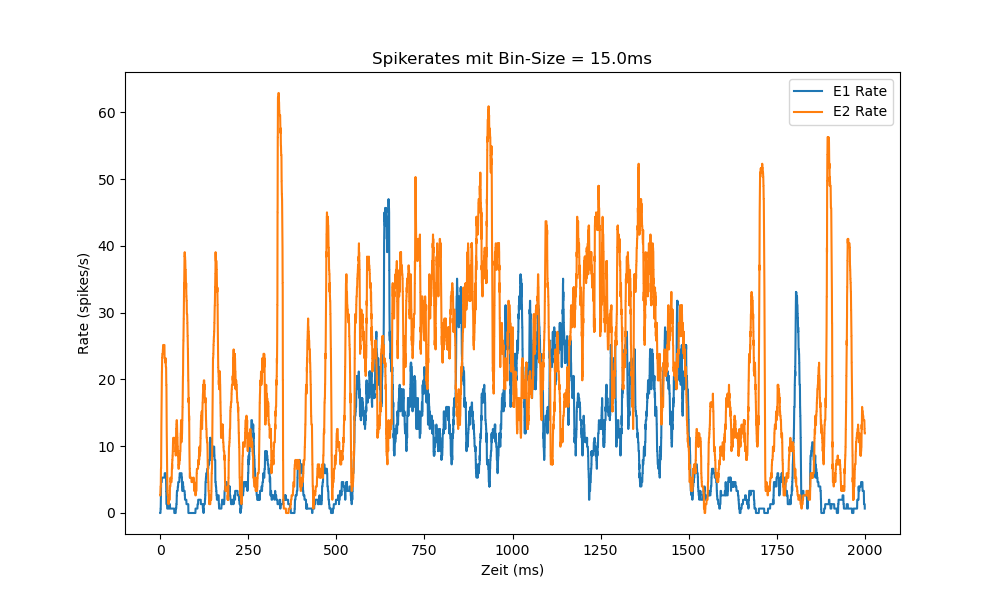 Spikerates mit Bin-Size = 15.0ms
E1 Rate
E2 Rate
60
50
40
30
20
10
0
Rate (spikes/s)
0 250 500 750 1000 1250 1500 1750 2000
Zeit (ms)